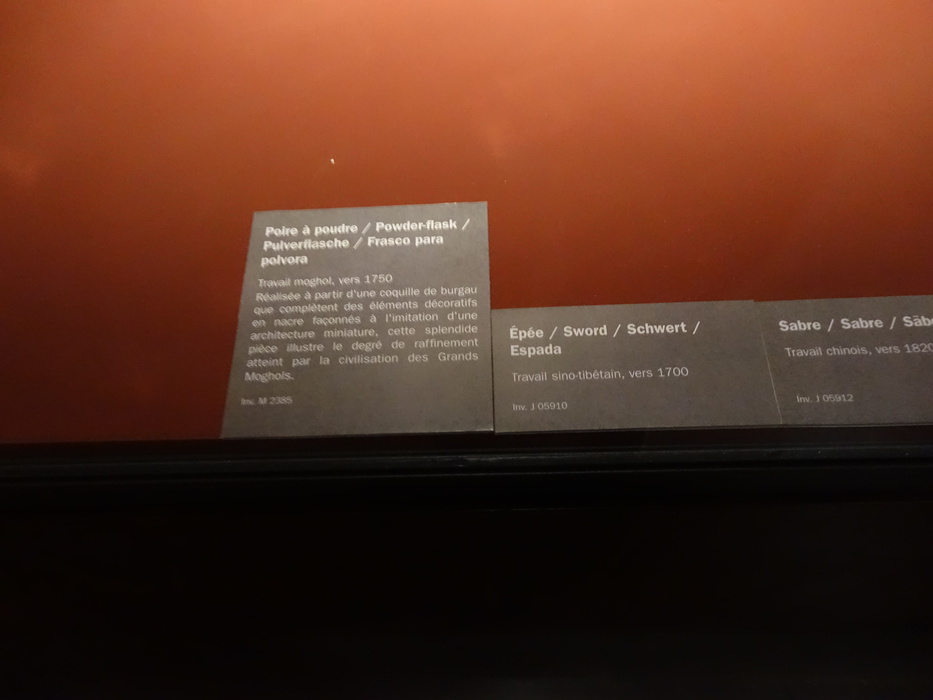 Poire à poudre / Powder-flask /
Pulverflasche / Frasco para
polvora
Travail moghol, vers 1750
Réalisée à partir d'une coquille de burgau
que complètent des éléments décoratifs
en nacre façonnés à l'imitation d'une
architecture miniature, cette splendide
pièce illustre le degré de raffinement
atteint par la civilisation des Grands
Moghols.
Inv. M 2385
Épée / Sword / Schwert /
Espada
Travail sino-tibétain, vers 1700
Inv. J 05910
Sabre / Sabre / Säb
Travail chinois, vers 1820
Inv. J 05912